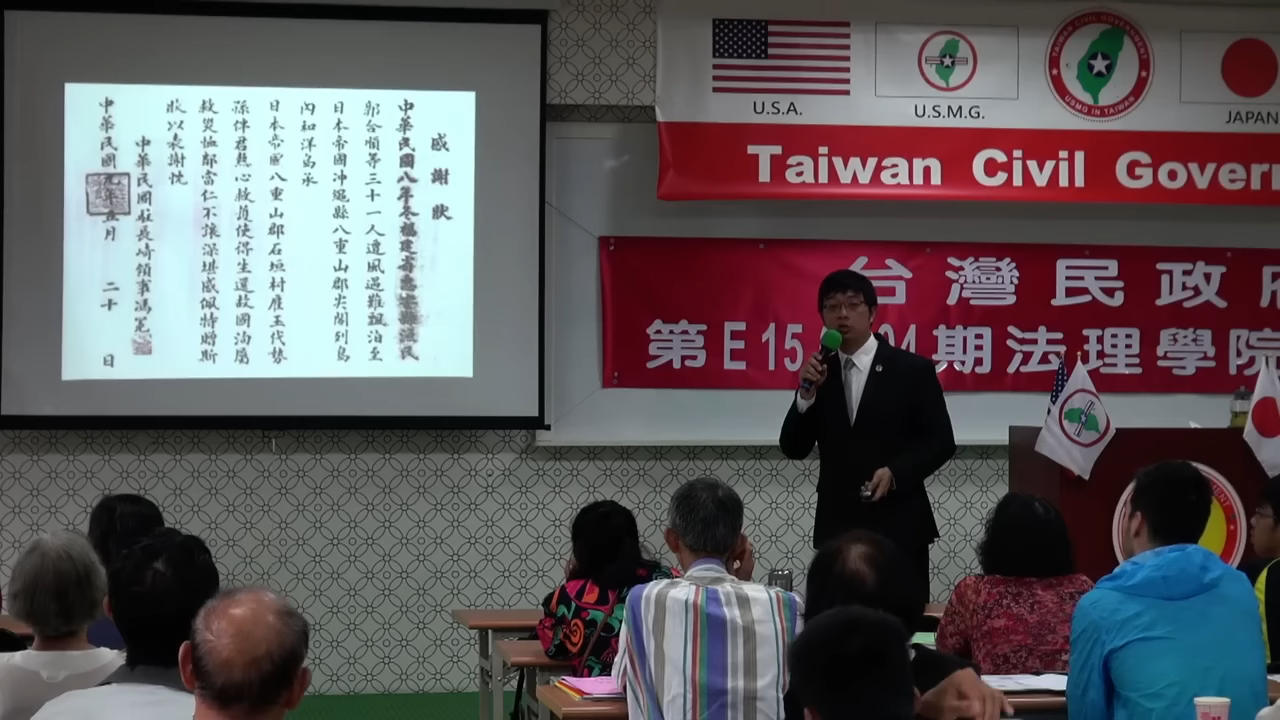 感謝狀
中華民國八年冬福建省惠安縣漁民
郭合順等三十一人遭風遇難飄泊至
日本帝國沖繩縣八重山郡尖閣列島
內和洋島承
日本帝國八重山郡石垣村雇玉代勢
孫伴君熱心救護使得生還故國洵屬
救災恤鄰當仁不讓深堪感佩特贈斯
狀以表謝忱
中華民國駐長崎領事馮冕
中華民國九年五月二十日
U.S.A.
U.S.M.G.
TAIWAN CIVIL GOVERNMENT
USMG IN TAIWAN
JAPAN
Taiwan Civil Govern
台灣民政府
第E15 04期法理學院